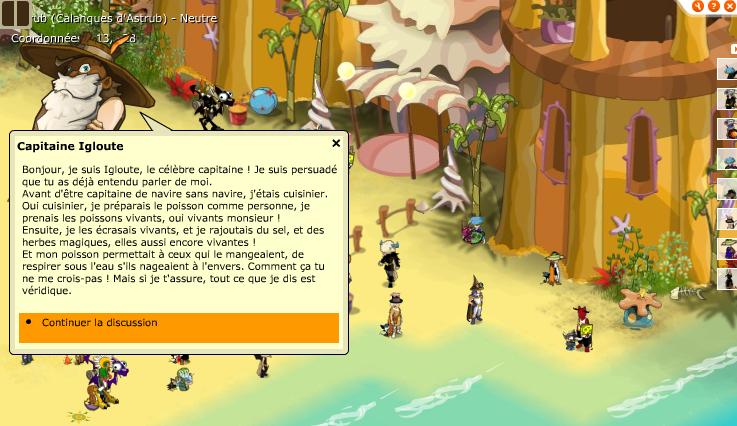 ub (Calanques d'Astrub) - Neutre
Coordonnées
Capitaine Igloute
Bonjour, je suis Igloute, le célèbre capitaine ! Je suis persuadé
que tu as déjà entendu parler de moi.
Avant d'être capitaine de navire sans navire, j'étais cuisinier.
Oui cuisinier, je préparais le poisson comme personne, je
prenais les poissons vivants, oui vivants monsieur !
Ensuite, je les écrasais vivants, et je rajoutais du sel, et des
herbes magiques, elles aussi encore vivantes !
Et mon poisson permettait à ceux qui le mangeaient, de
respirer sous l'eau s'ils nageaient à l'envers. Comment ça tu
ne me crois-pas ! Mais si je t'assure, tout ce que je dis est
véridique.
Continuer la discussion